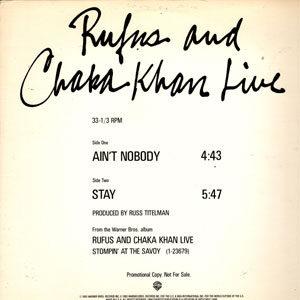 Rufus and
Chaka Khan Live
33-1/3 RPM
Side One
AIN'T NOBODY 4:43
Side Two
STAY 5:47
PRODUCED BY RUSS TITELMAN
From the Warner Bros. album
RUFUS AND CHAKA KHAN LIVE
STOMPIN' AT THE SAVOY (1-23679)
Promotional Copy. Not For Sale.